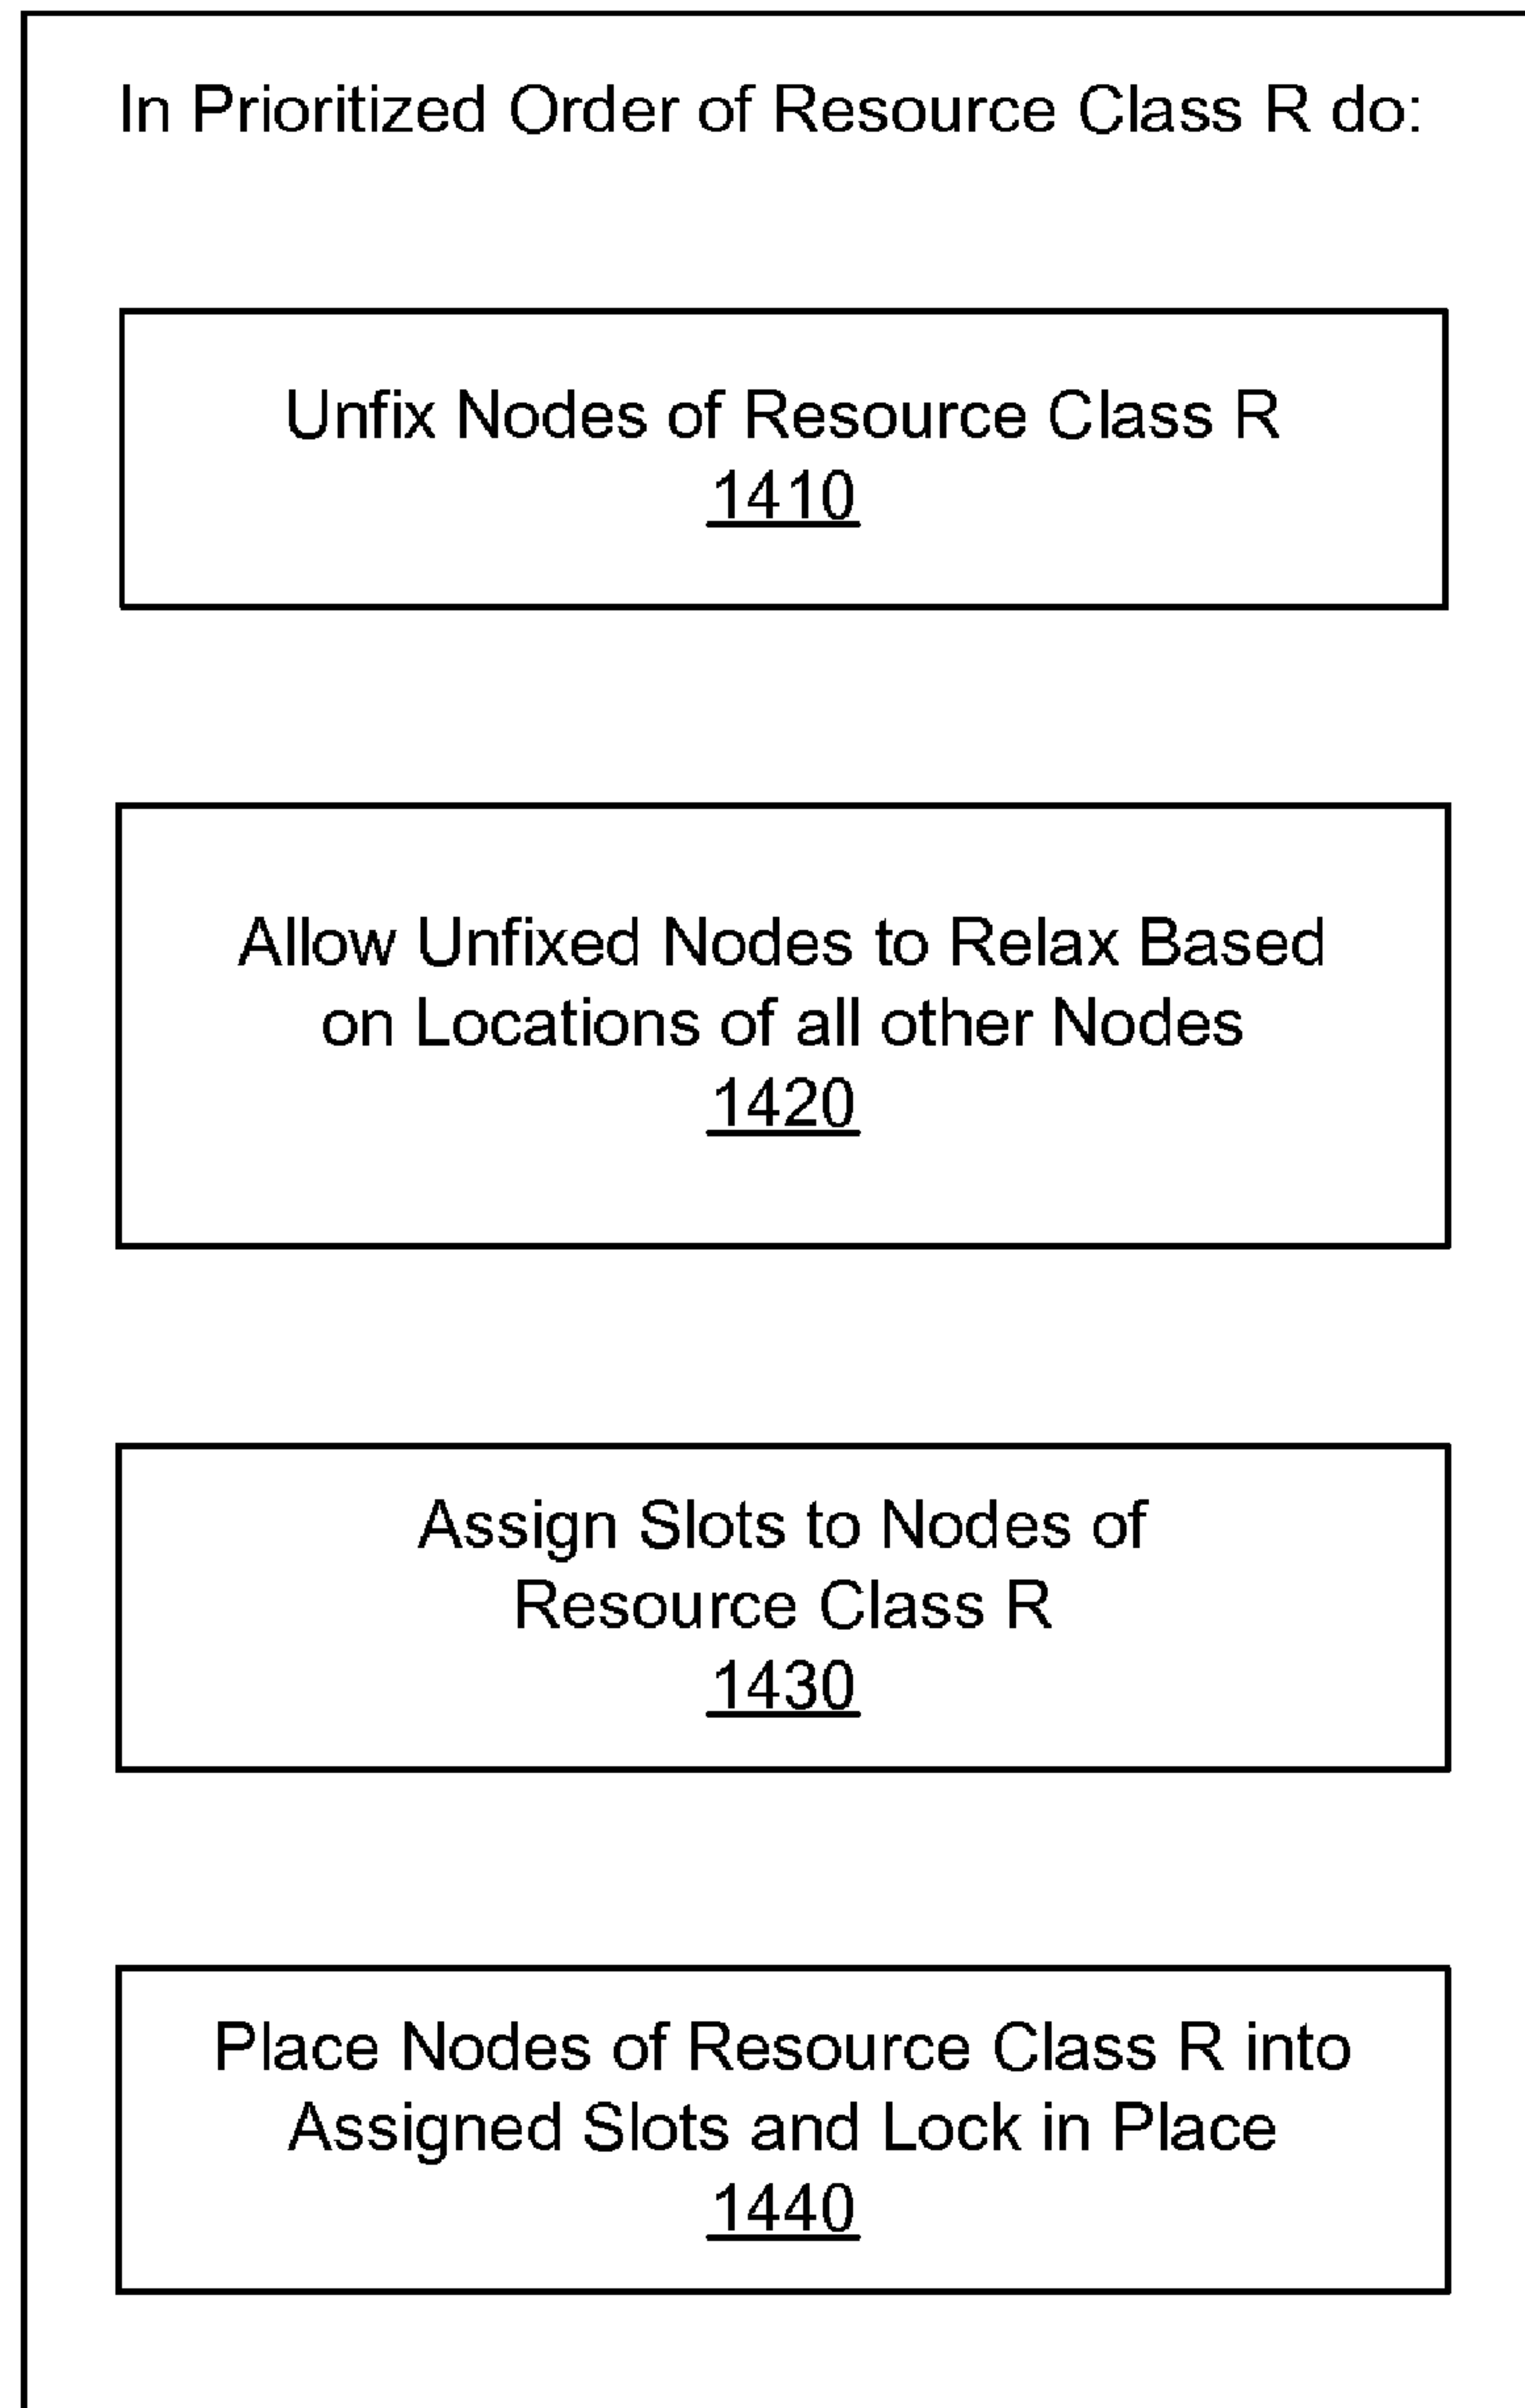 In Prioritized Order of Resource Class R do:
Unfix Nodes of Resource Class R
1410
Allow Unfixed Nodes to Relax Based
on Locations of all other Nodes
1420
Assign Slots to Nodes of
Resource Class R
1430
Place Nodes of Resource Class R into
Assigned Slots and Lock in Place
1440